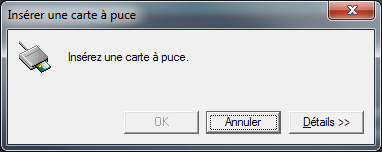 Insérer une carte à puce
Insérez une carte à puce.
OK
Annuler
Détails >>